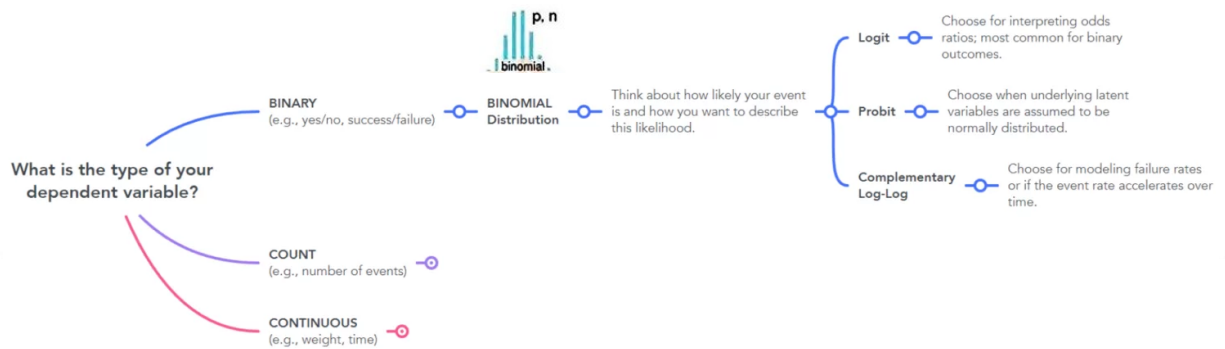 What is the type of your
dependent variable?
BINARY
(e.g., yes/no, success/failure)
p, n
binomial
BINOMIAL
Distribution
Think about how likely your event
is and how you want to describe
this likelihood.
Logit
Choose for interpreting odds
ratios; most common for binary
outcomes.
Probit
Choose when underlying latent
variables are assumed to be
normally distributed.
Complementary
Log-Log
Choose for modeling failure rates
or if the event rate accelerates over
time.
COUNT
(e.g., number of events)
CONTINUOUS
(e.g., weight, time)